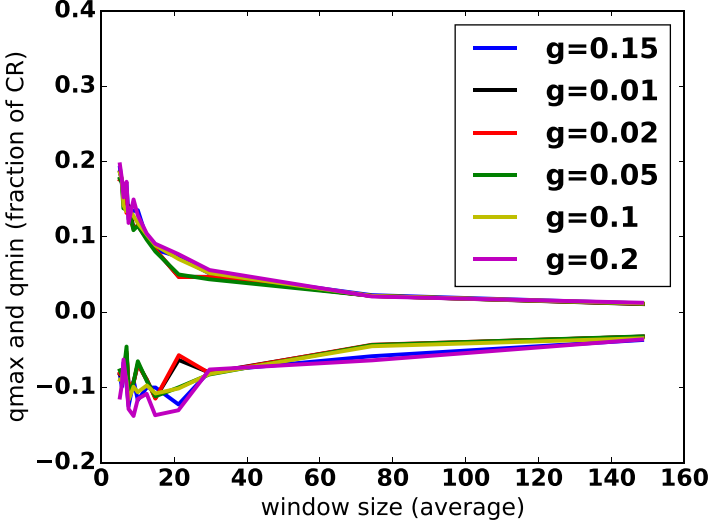 0.4
0.3
0.2
0.1
0.0
−0.1
−0.2
qmax and qmin (fraction of CR)
g=0.15
g=0.01
g=0.02
g=0.05
g=0.1
g=0.2
0 20 40 60 80 100 120 140 160
window size (average)